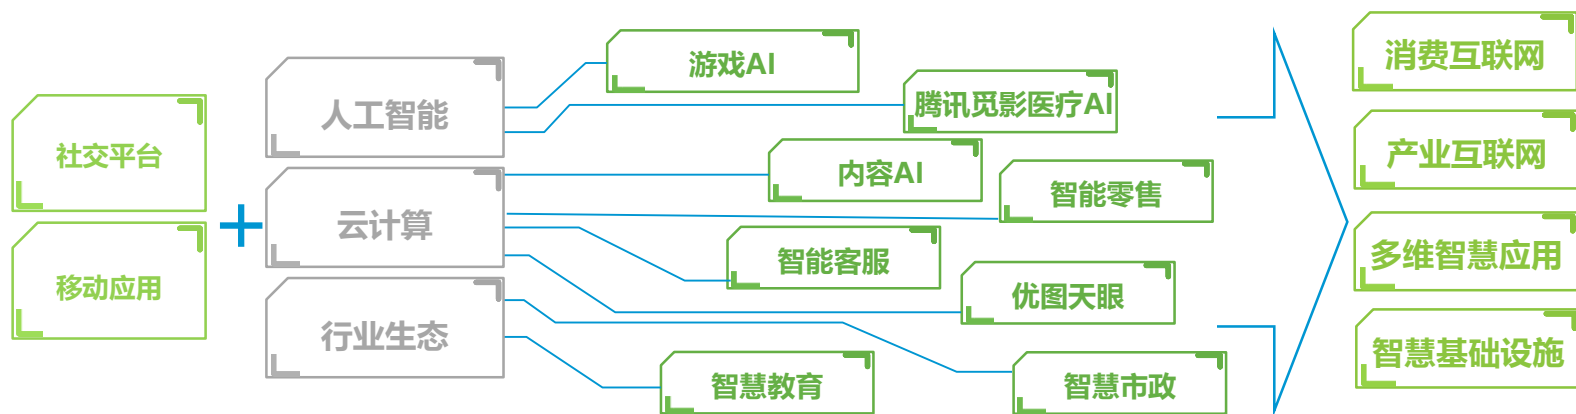 社交平台
移动应用
人工智能
云计算
行业生态
游戏AI
腾讯觅影医疗AI
内容AI
智能零售
智能客服
优图天眼
智慧教育
智慧市政
消费互联网
产业互联网
多维智慧应用
智慧基础设施